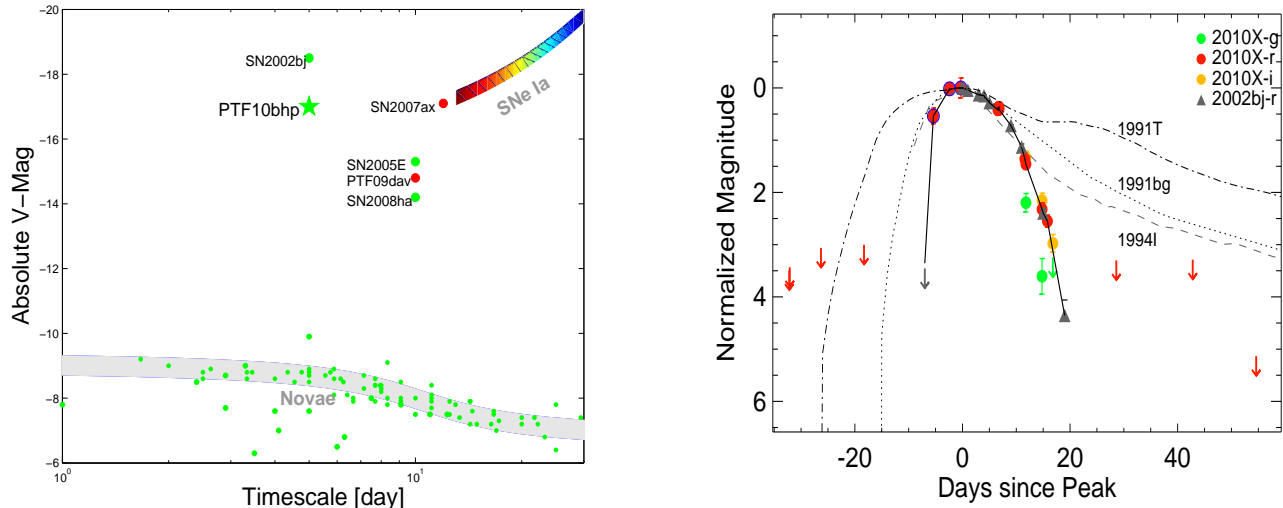 Absolute V-Mag
-20
-18
-16
-14
-12
-10
-8
-6
SN2002bj
PTF10bhp
SN2007ax
SNe Ia
SN2005E
PTF09dav
SN2008ha
Novae
10^0
10^1
Timescale [day]
Normalized Magnitude
0
2
4
6
2010X-g
2010X-r
2010X-i
2002bj-r
1991T
1991bg
1994I
-20
0
20
40
Days since Peak